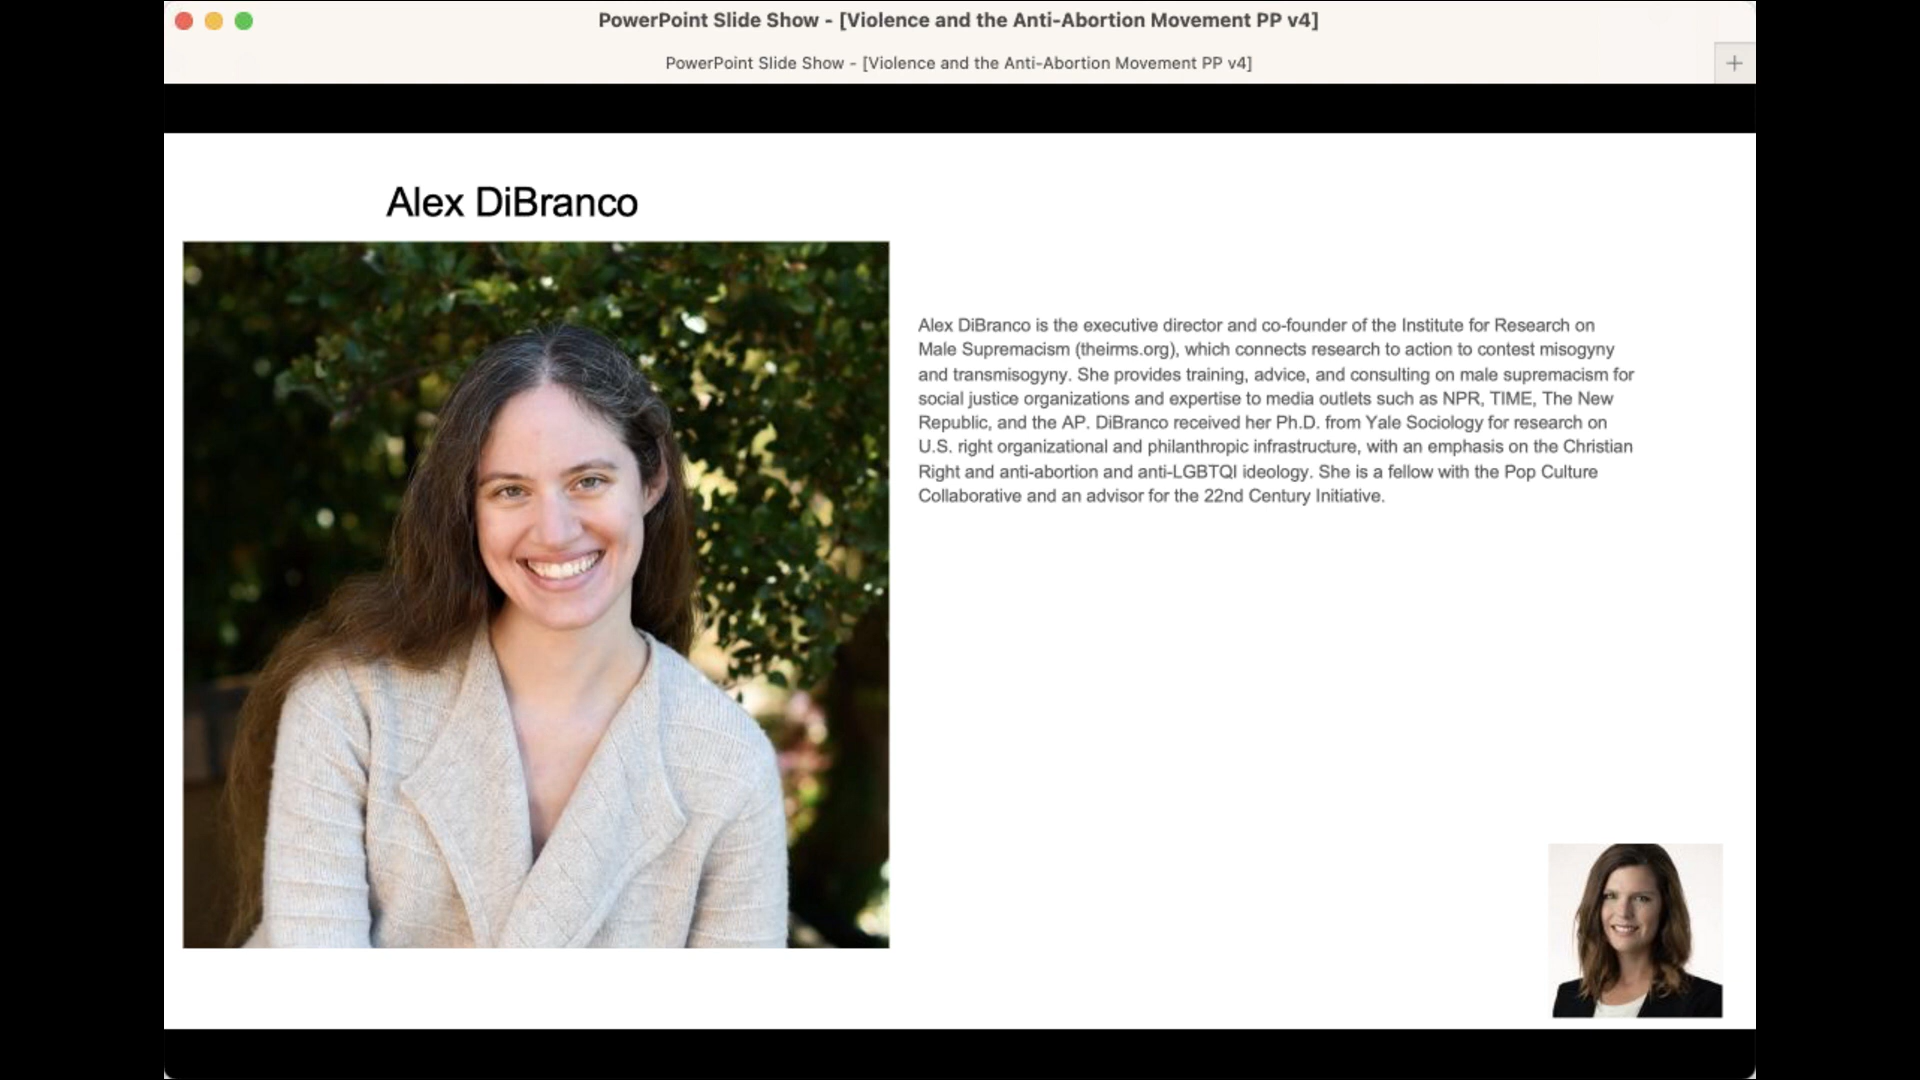 PowerPoint Slide Show - [Violence and the Anti-Abortion Movement PP v4]
PowerPoint Slide Show - [Violence and the Anti-Abortion Movement PP v4]
Alex DiBranco
Alex DiBranco is the executive director and co-founder of the Institute for Research on
Male Supremacism (theirms.org), which connects research to action to contest misogyny
and transmisogyny. She provides training, advice, and consulting on male supremacism for
social justice organizations and expertise to media outlets such as NPR, TIME, The New
Republic, and the AP. DiBranco received her Ph.D. from Yale Sociology for research on
U.S. right organizational and philanthropic infrastructure, with an emphasis on the Christian
Right and anti-abortion and anti-LGBTQI ideology. She is a fellow with the Pop Culture
Collaborative and an advisor for the 22nd Century Initiative.